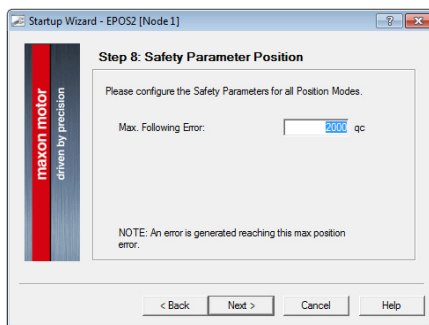 Startup Wizard - EPOS2 [Node 1]
Step 8: Safety Parameter Position
maxon motor
driven by precision
Please configure the Safety Parameters for all Position Modes.
Max. Following Error: 2000 qc
NOTE: An error is generated reaching this max position
error.
< Back Next > Cancel Help